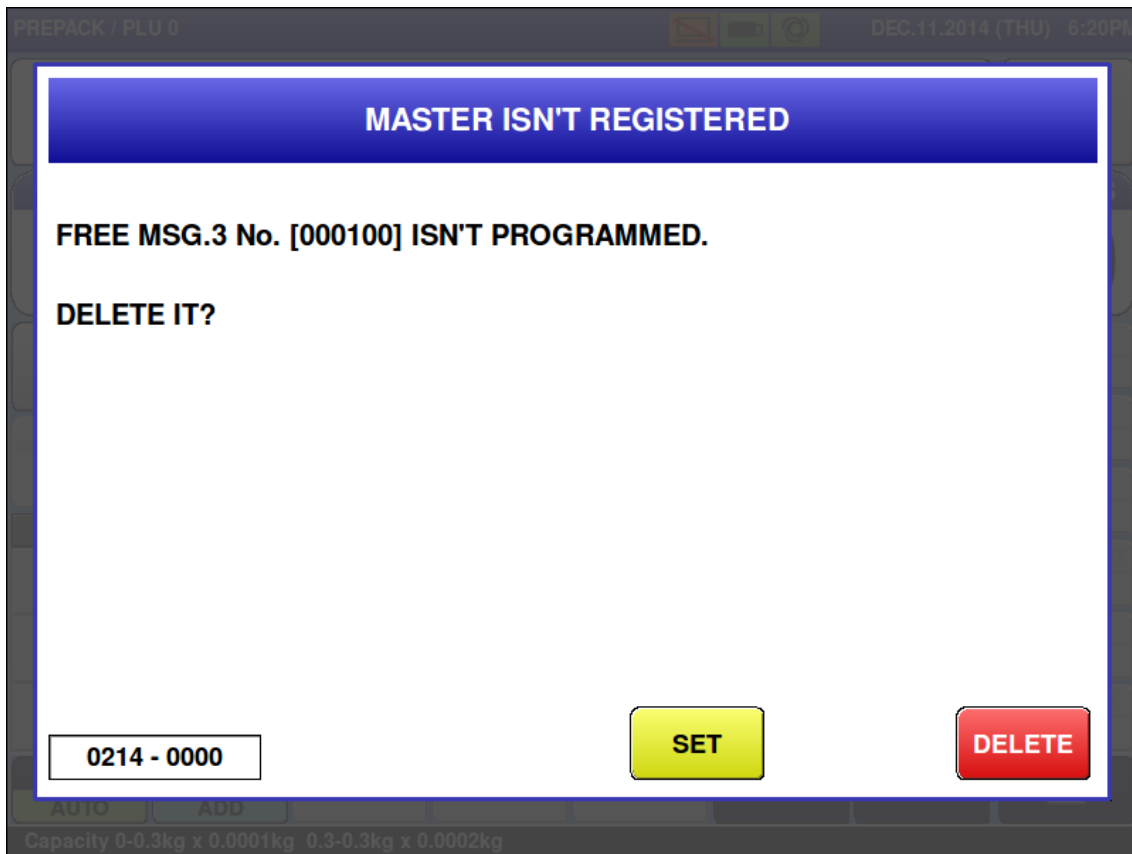 PREPACK / PLU 0 DEC.11.2014 (THU) 6:20PM
MASTER ISN'T REGISTERED
FREE MSG.3 No. [000100] ISN'T PROGRAMMED.
DELETE IT?
0214 - 0000 SET DELETE
AUTO ADD
Capacity 0-0.3kg x 0.0001kg 0.3-0.3kg x 0.0002kg